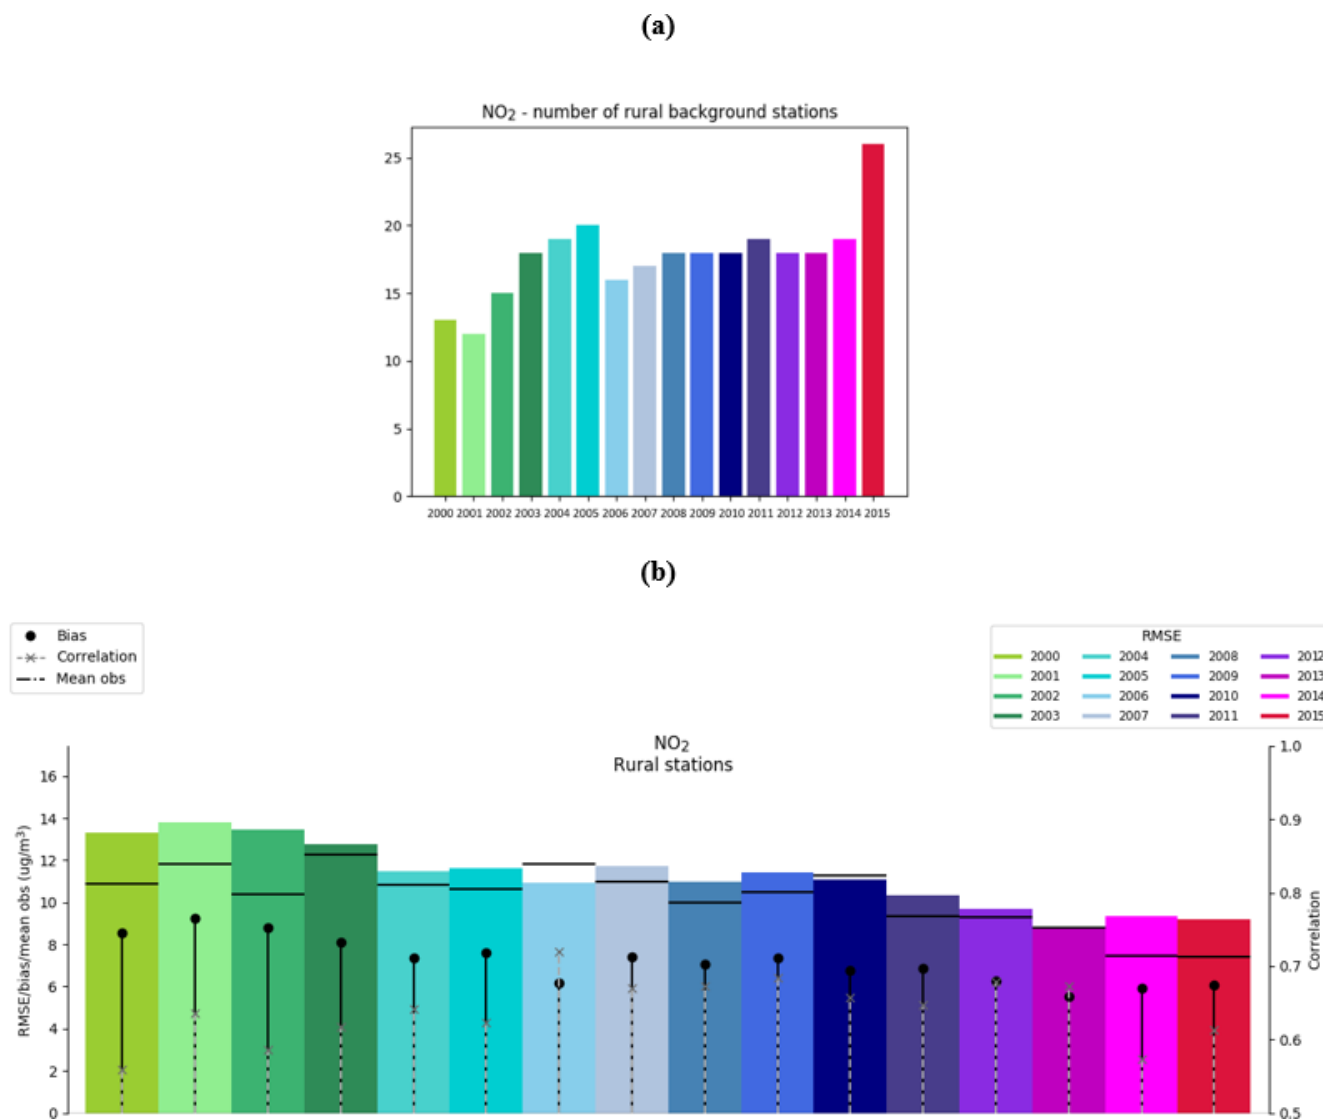 (a)
NO2 - number of rural background stations
25
20
15
10
5
0
2000 2001 2002 2003 2004 2005 2006 2007 2008 2009 2010 2011 2012 2013 2014 2015
(b)
Bias
Correlation
Mean obs
RMSE
2000 2004 2008 2012
2001 2005 2009 2013
2002 2006 2010 2014
2003 2007 2011 2015
NO2
Rural stations
RMSE/bias/mean obs (ug/m3)
16
14
12
10
8
6
4
2
0
1.0
0.9
0.8
0.7
0.6
0.5
Correlation